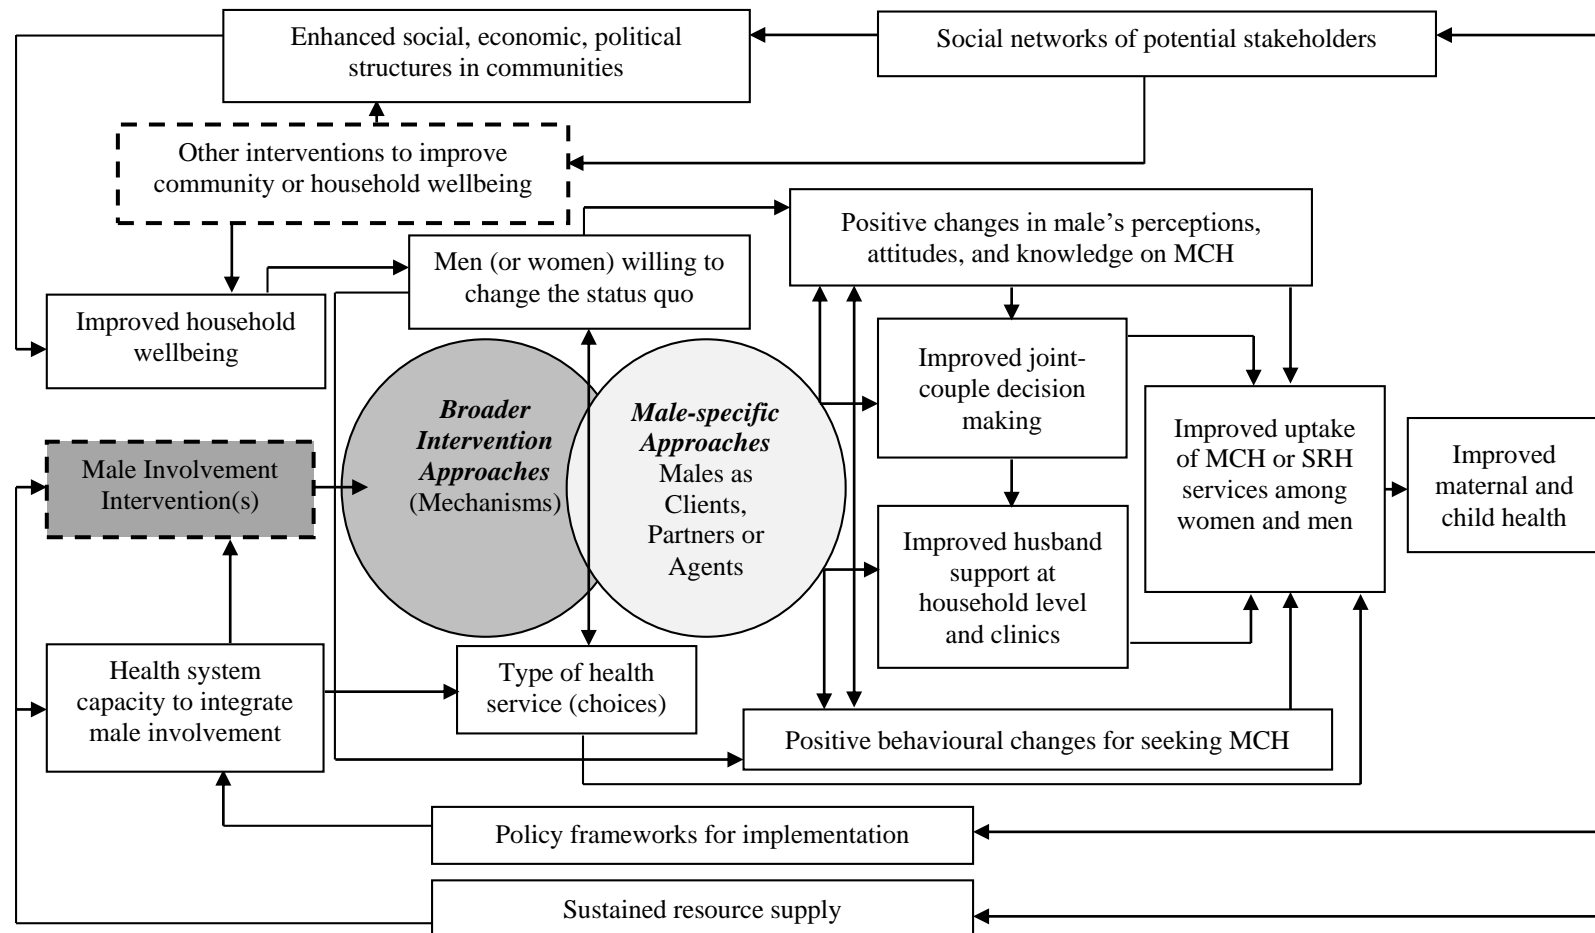 Enhanced social, economic, political
structures in communities
Social networks of potential stakeholders
Other interventions to improve
community or household wellbeing
Positive changes in male’s perceptions,
attitudes, and knowledge on MCH
Men (or women) willing to
change the status quo
Improved household
wellbeing
Improved joint-
couple decision
making
Broader
Intervention
Approaches
(Mechanisms)
Male-specific
Approaches
Males as
Clients,
Partners or
Agents
Improved uptake
of MCH or SRH
services among
women and men
Improved
maternal and
child health
Male Involvement
Intervention(s)
Improved husband
support at
household level
and clinics
Health system
capacity to integrate
male involvement
Type of health
service (choices)
Positive behavioural changes for seeking MCH
Policy frameworks for implementation
Sustained resource supply